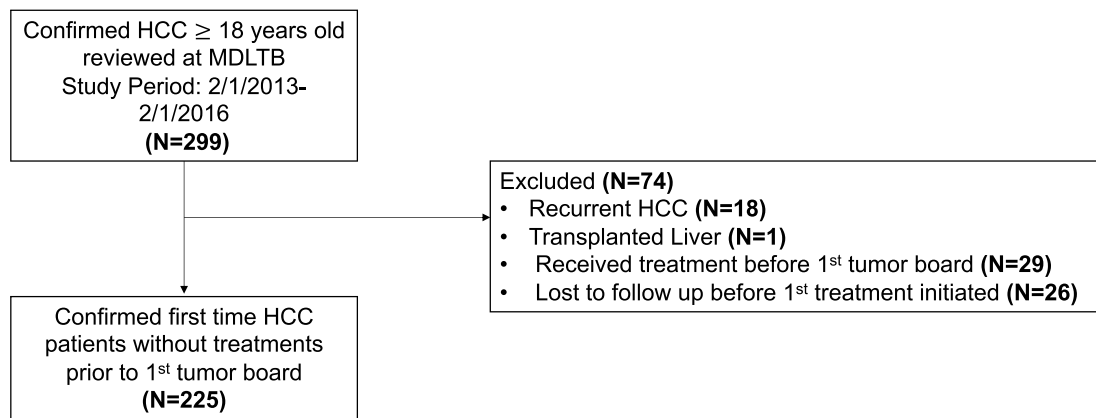 Confirmed HCC ≥ 18 years old
reviewed at MDLTB
Study Period: 2/1/2013-
2/1/2016
(N=299)
Excluded (N=74)
• Recurrent HCC (N=18)
• Transplanted Liver (N=1)
• Received treatment before 1st tumor board (N=29)
• Lost to follow up before 1st treatment initiated (N=26)
Confirmed first time HCC
patients without treatments
prior to 1st tumor board
(N=225)